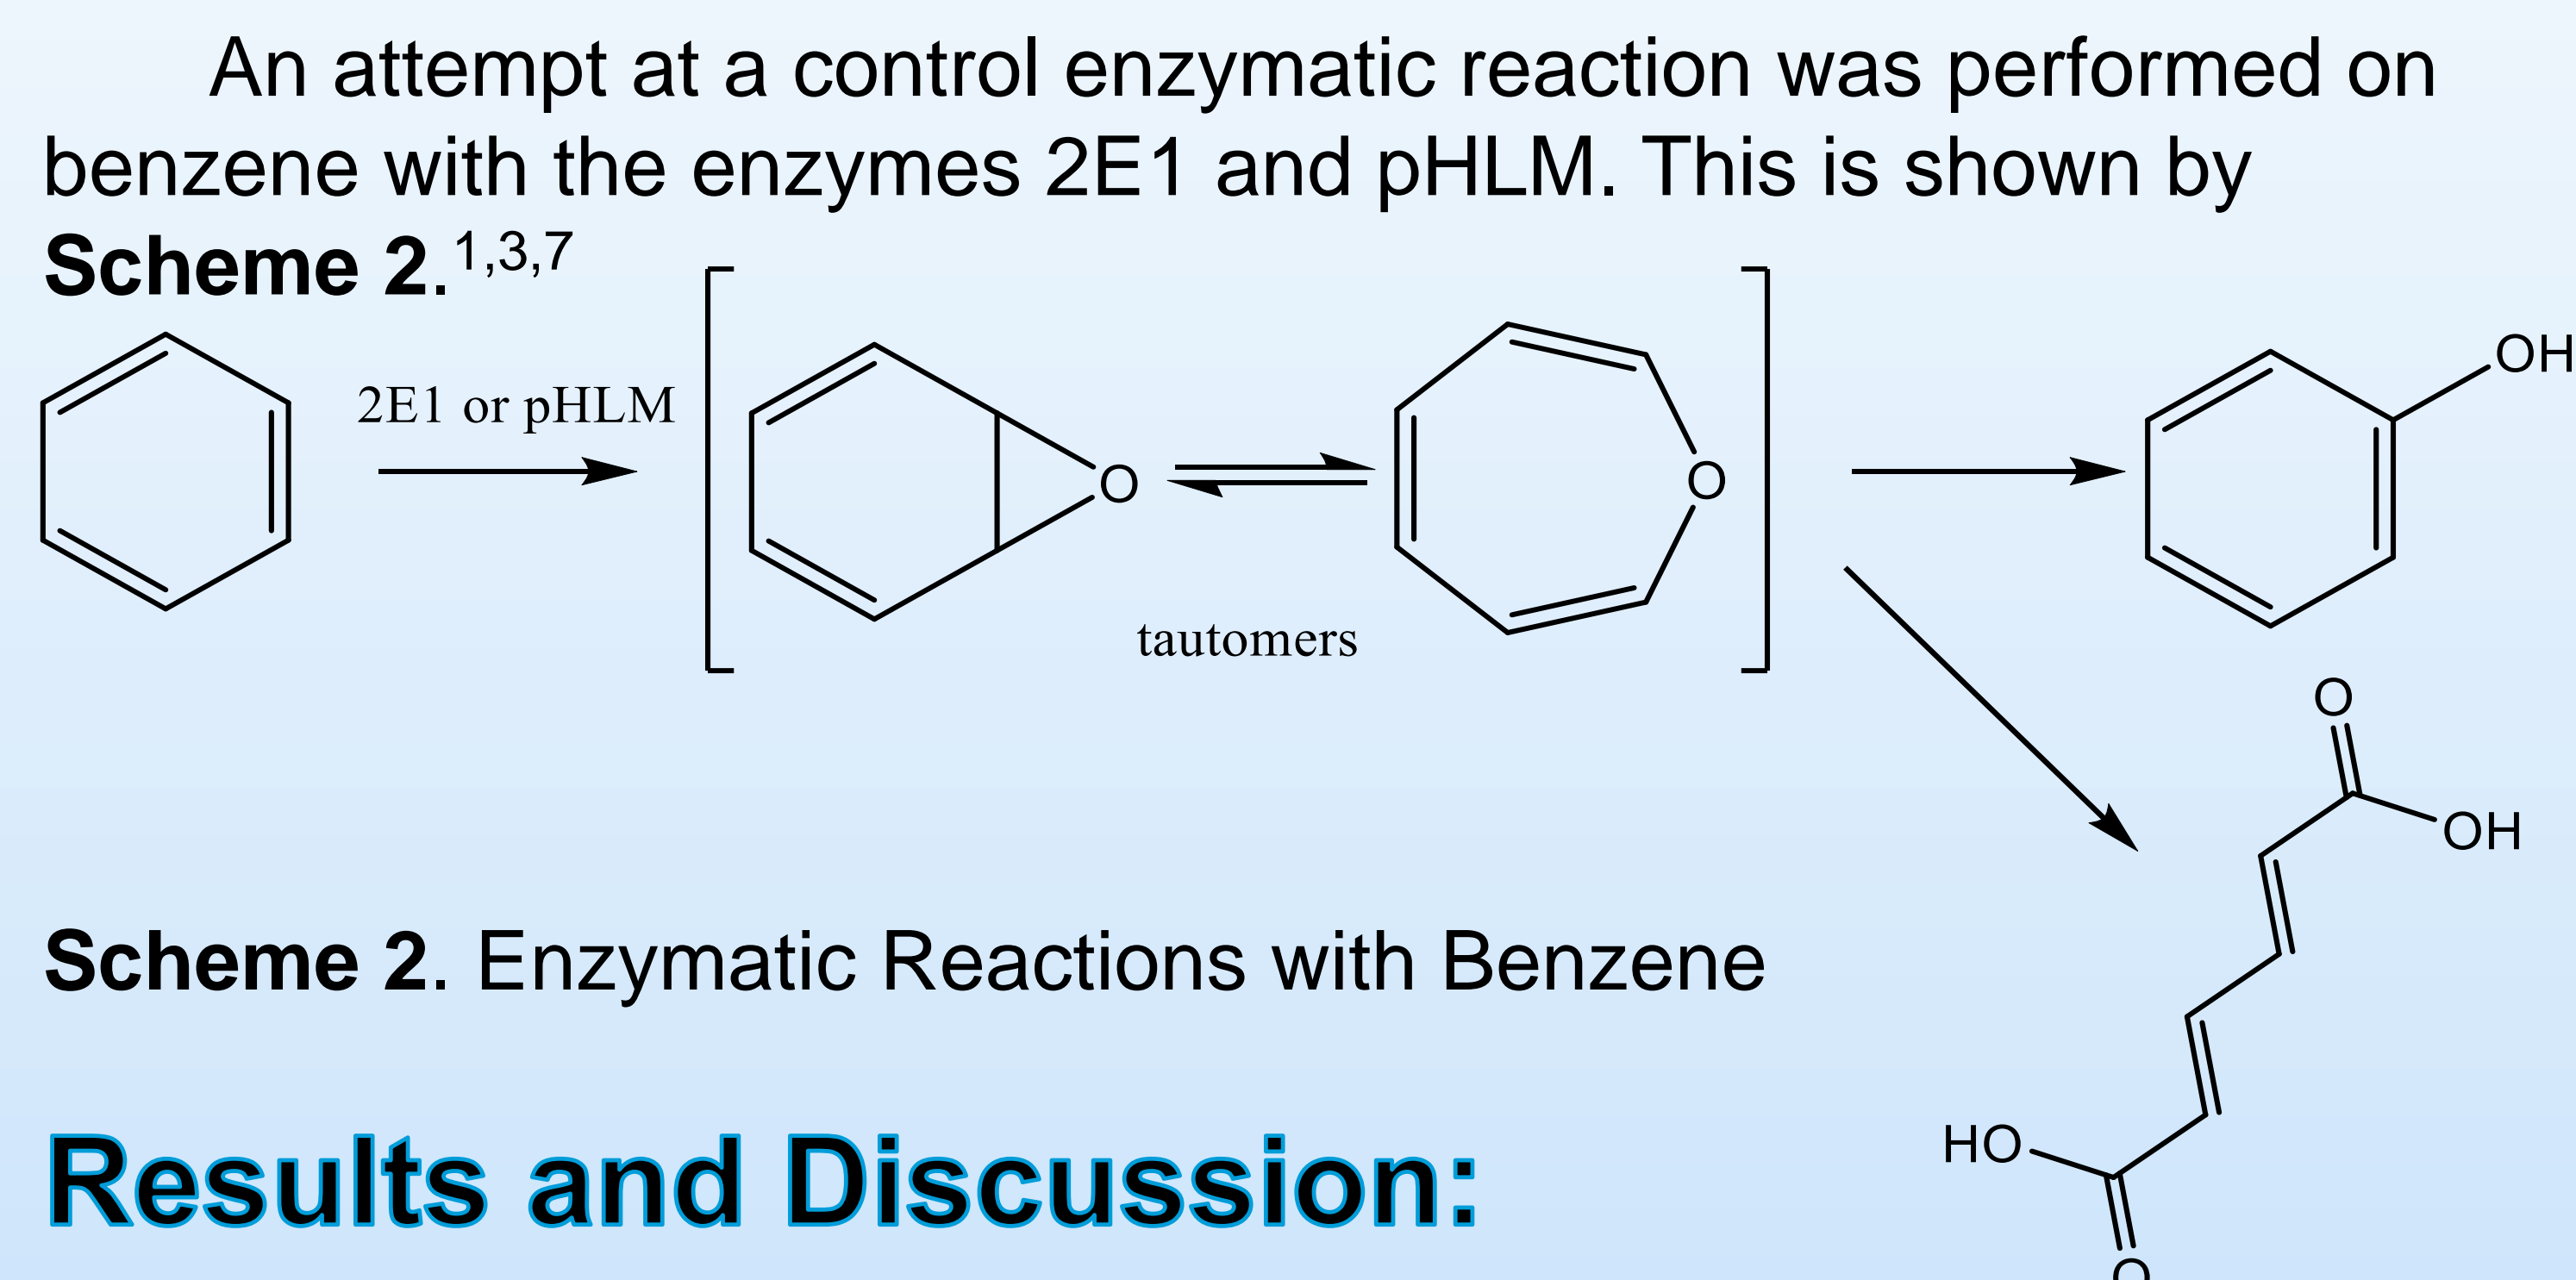 An attempt at a control enzymatic reaction was performed on
benzene with the enzymes 2E1 and pHLM. This is shown by
Scheme 2.1,3,7
2E1 or pHLM
O
O
OH
tautomers
O
OH
Scheme 2. Enzymatic Reactions with Benzene
HO
O
Results and Discussion: